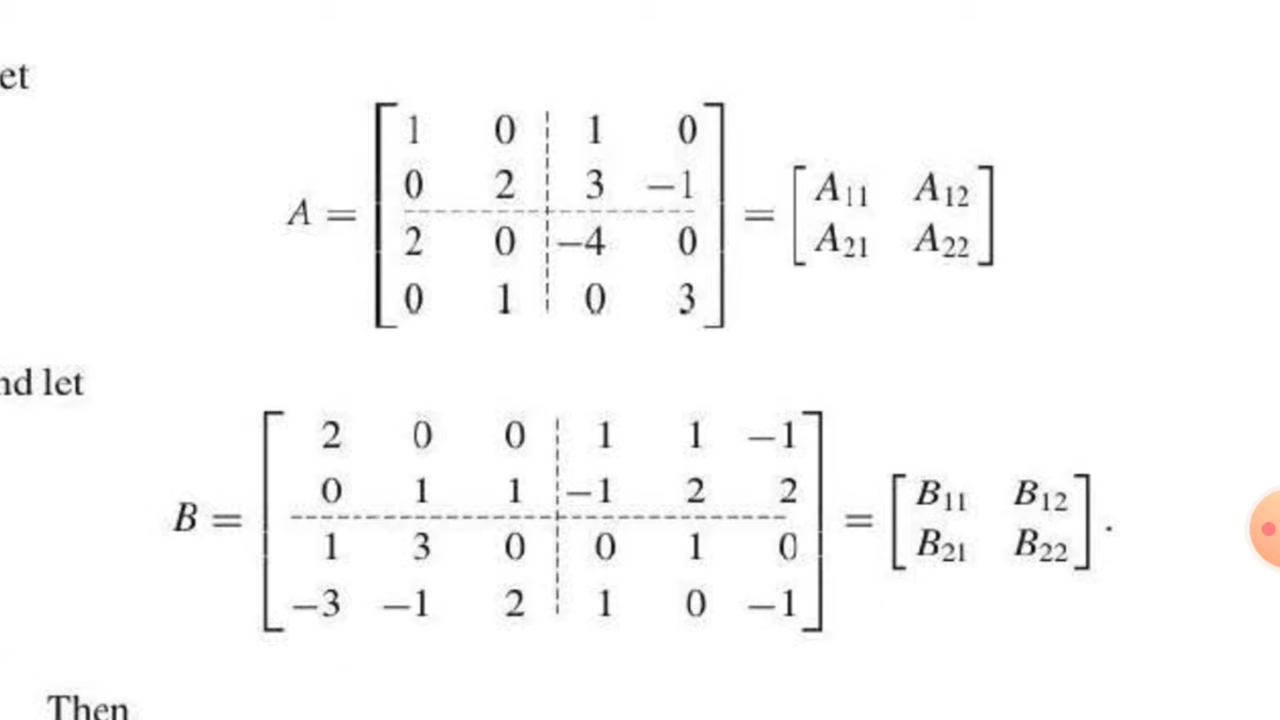 et
A = [ 1 0 1 0
0 2 3 −1
2 0 −4 0
0 1 0 3 ] = [ A11 A12
A21 A22 ]
nd let
B = [ 2 0 0 1 1 −1
0 1 1 −1 2 2
1 3 0 0 1 0
−3 −1 2 1 0 −1 ] = [ B11 B12
B21 B22 ].
Then